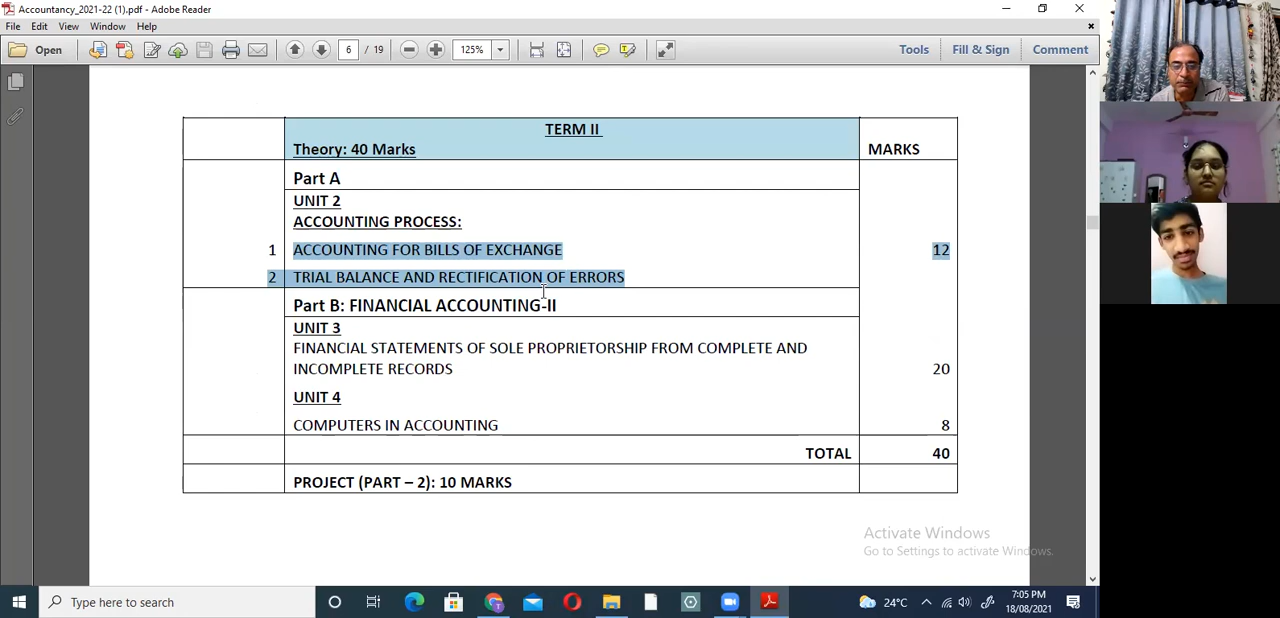 Accountancy_2021-22 (1).pdf - Adobe Reader
File Edit View Window Help
Open 6 / 19 125% Tools Fill & Sign Comment
TERM II
Theory: 40 Marks MARKS
Part A
UNIT 2
ACCOUNTING PROCESS:
1 ACCOUNTING FOR BILLS OF EXCHANGE 12
2 TRIAL BALANCE AND RECTIFICATION OF ERRORS
Part B: FINANCIAL ACCOUNTING-II
UNIT 3
FINANCIAL STATEMENTS OF SOLE PROPRIETORSHIP FROM COMPLETE AND
INCOMPLETE RECORDS 20
UNIT 4
COMPUTERS IN ACCOUNTING 8
TOTAL 40
PROJECT (PART – 2): 10 MARKS
Activate Windows
Go to Settings to activate Windows.
Type here to search 24°C 7:05 PM
18/08/2021